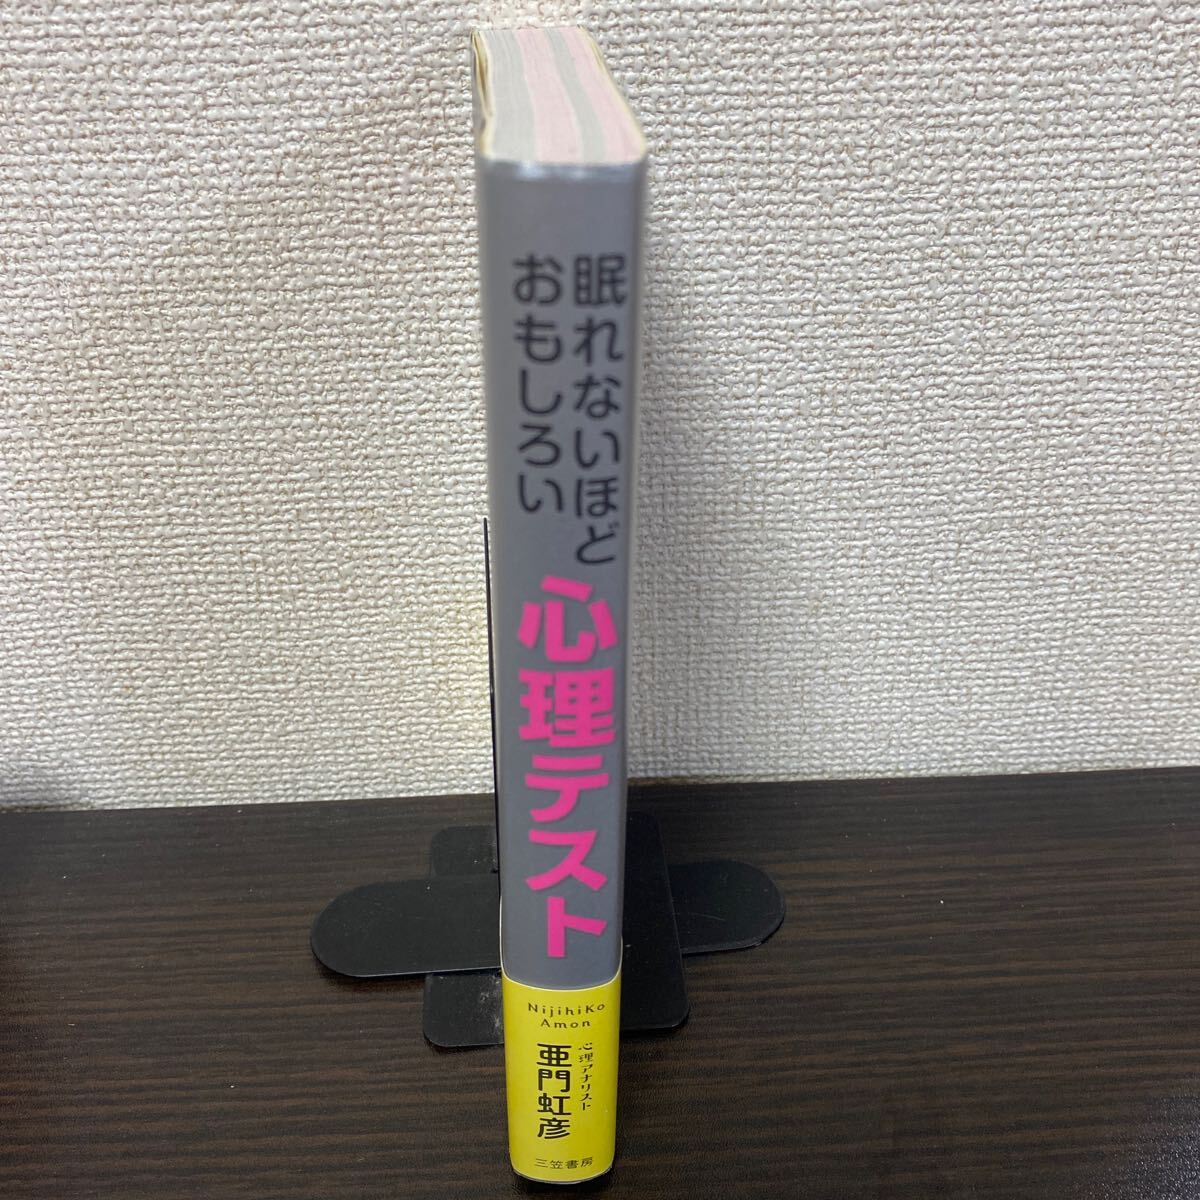 眠れないほど
おもしろい
心理テスト
NijihiKo
Amon
心理アナリスト
亜門虹彦
三笠書房